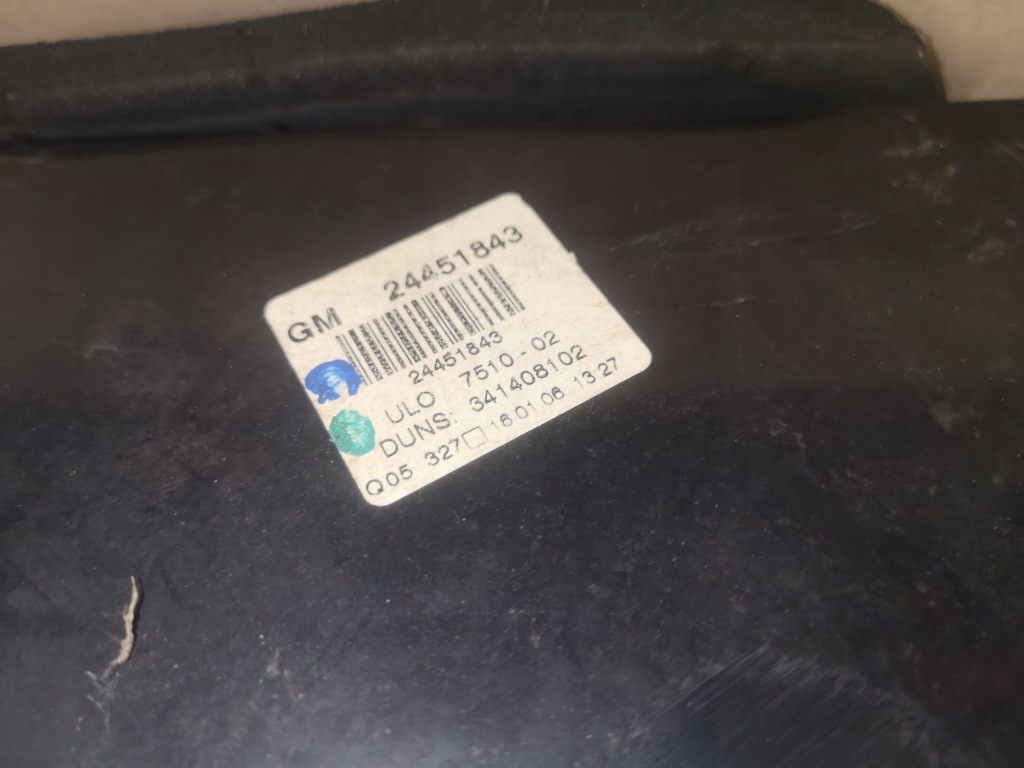 GM 24451843
24451843
ULO 7510-02
DUNS: 341408102
Q05 327□ 16 01 06 13:27